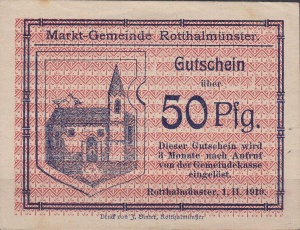 Markt-Gemeinde Rotthalmünster.
Gutschein
über
50 Pfg.
Dieser Gutschein wird
3 Monate nach Aufruf
von der Gemeindekasse
eingelöst.
Rotthalmünster, 1. 11. 1919.
Druck von J. Rotthalmünster